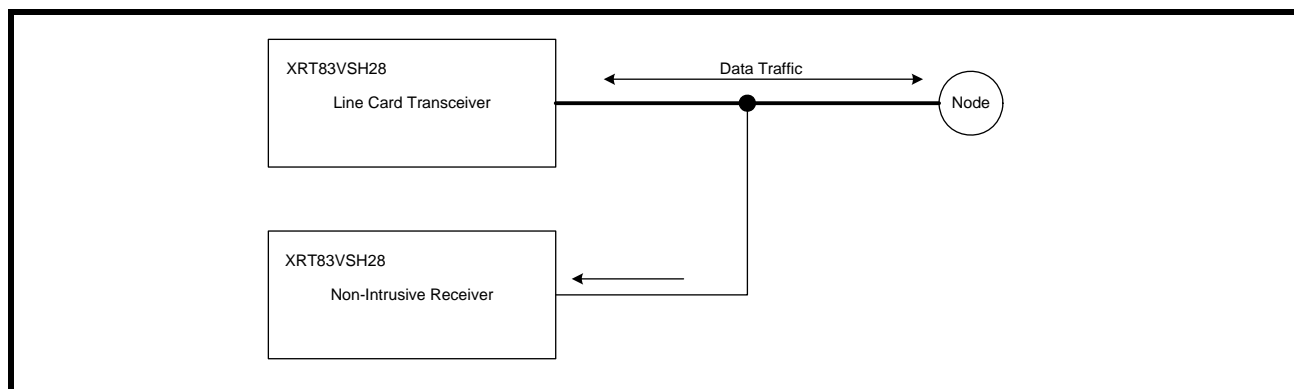 XRT83VSH28
Line Card Transceiver
Data Traffic
Node
XRT83VSH28
Non-Intrusive Receiver